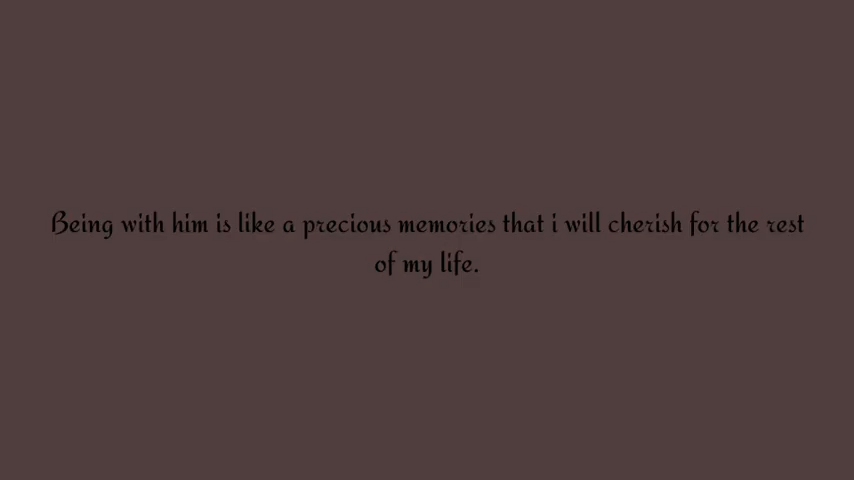 Being with him is like a precious memories that i will cherish for the rest
of my life.